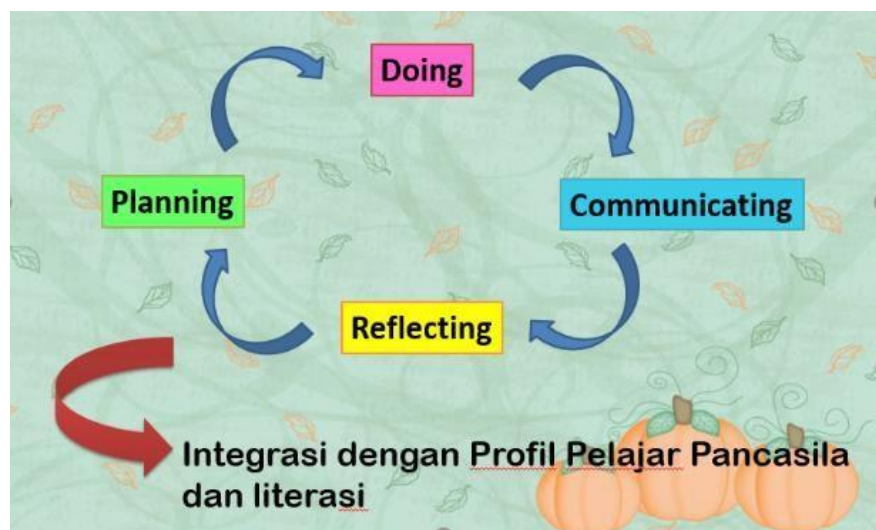 Doing
Planning
Communicating
Reflecting
Integrasi dengan Profil Pelajar Pancasila
dan literasi